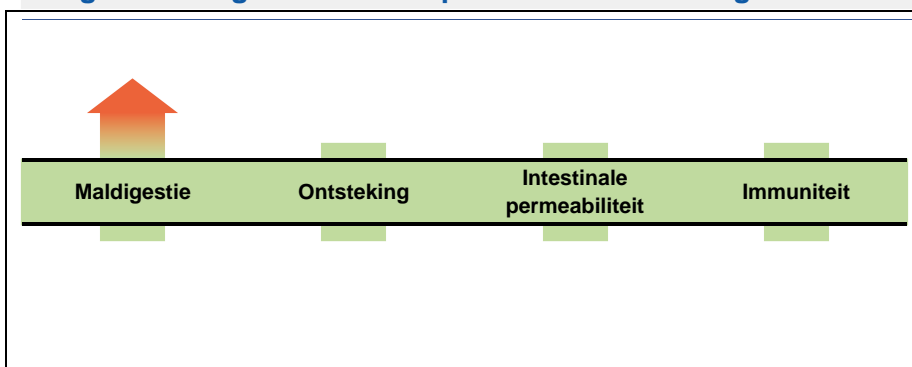 Maldigestie
Ontsteking
Intestinale
permeabiliteit
Immuniteit